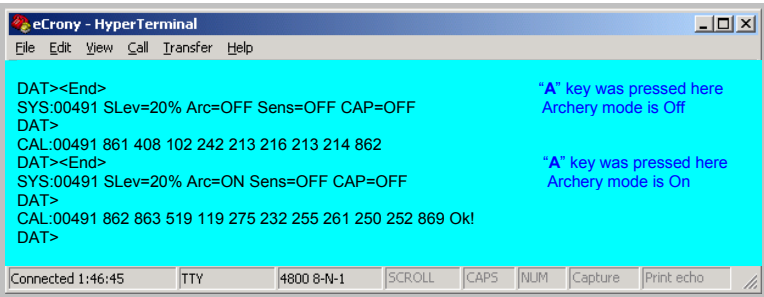 eCrony - HyperTerminal
File Edit View Call Transfer Help
DAT><End> “A” key was pressed here
SYS:00491 SLev=20% Arc=OFF Sens=OFF CAP=OFF Archery mode is Off
DAT>
CAL:00491 861 408 102 242 213 216 213 214 862
DAT><End> “A” key was pressed here
SYS:00491 SLev=20% Arc=ON Sens=OFF CAP=OFF Archery mode is On
DAT>
CAL:00491 862 863 519 119 275 232 255 261 250 252 869 Ok!
DAT>
Connected 1:46:45 TTY 4800 8-N-1 SCROLL CAPS NUM Capture Print echo